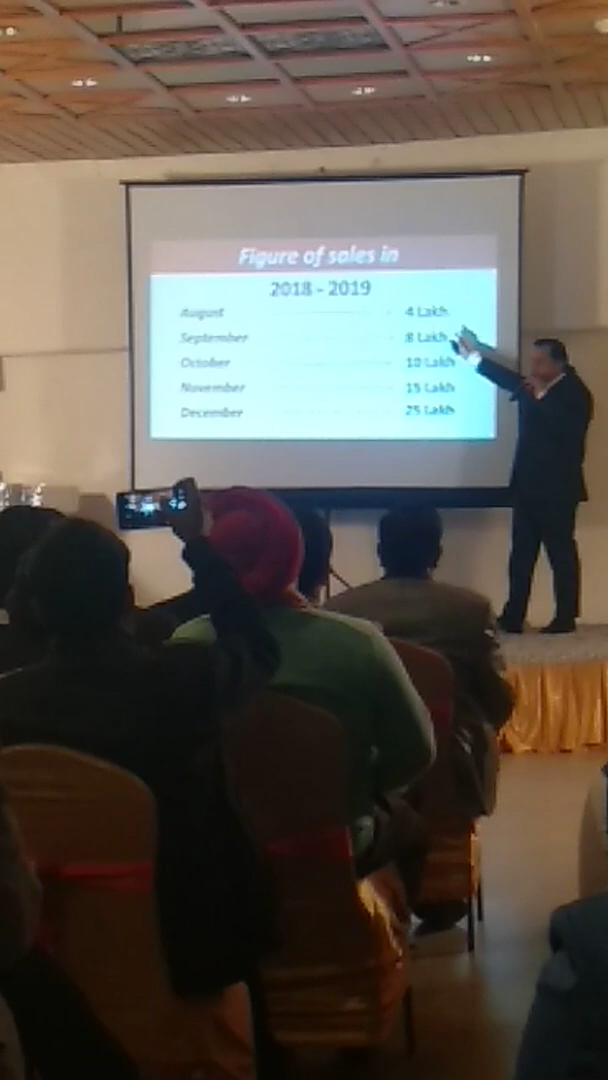 Figure of sales in
2018 - 2019
August 4 Lakh
September 8 Lakh
October 10 Lakh
November 15 Lakh
December 25 Lakh